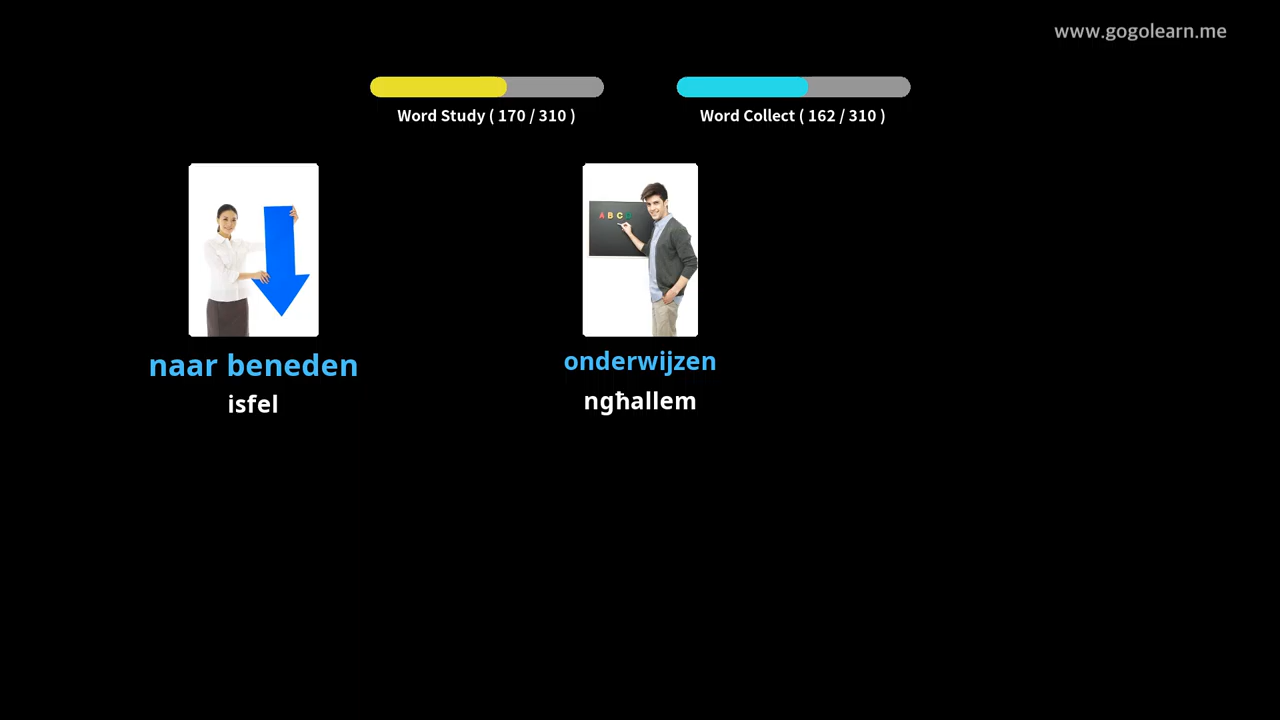 www.gogolearn.me
Word Study ( 170 / 310 )
Word Collect ( 162 / 310 )
A B C
naar beneden
isfel
onderwijzen
ngħallem